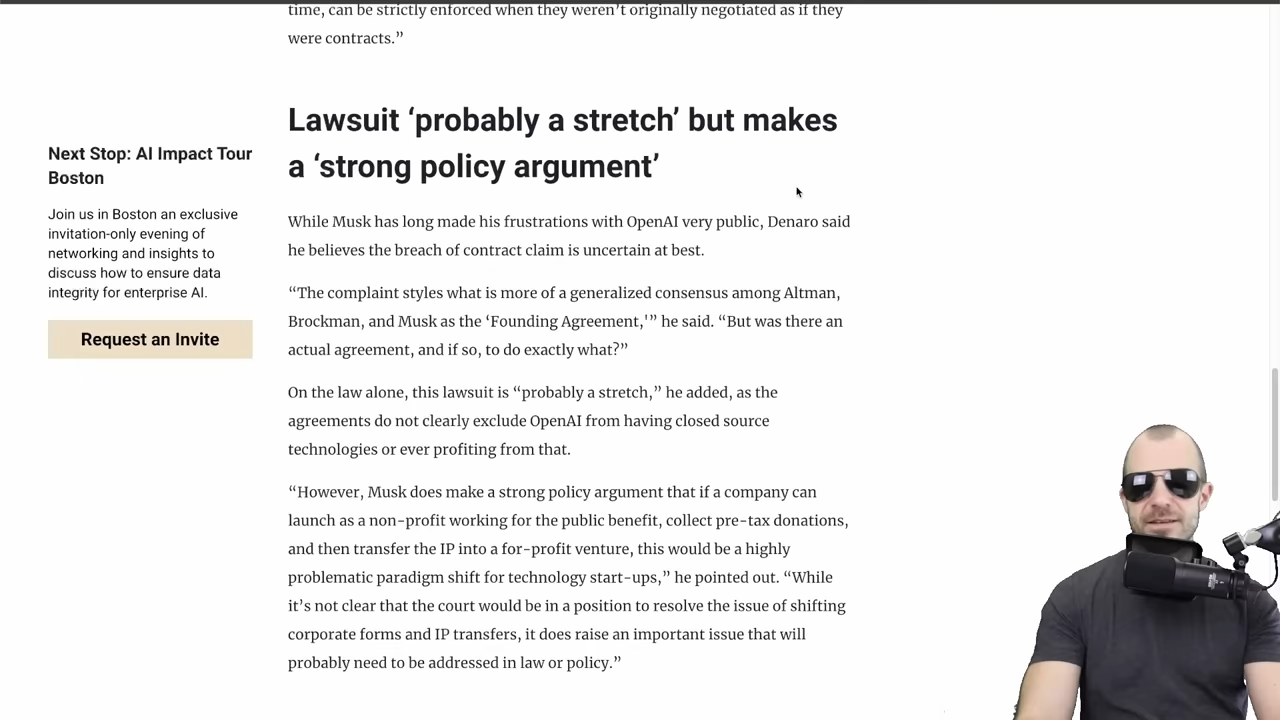 time, can be strictly enforced when they weren’t originally negotiated as if they
were contracts.”
Lawsuit ‘probably a stretch’ but makes
a ‘strong policy argument’
Next Stop: AI Impact Tour
Boston
Join us in Boston an exclusive
invitation-only evening of
networking and insights to
discuss how to ensure data
integrity for enterprise AI.
Request an Invite
While Musk has long made his frustrations with OpenAI very public, Denaro said
he believes the breach of contract claim is uncertain at best.
“The complaint styles what is more of a generalized consensus among Altman,
Brockman, and Musk as the ‘Founding Agreement,'” he said. “But was there an
actual agreement, and if so, to do exactly what?”
On the law alone, this lawsuit is “probably a stretch,” he added, as the
agreements do not clearly exclude OpenAI from having closed source
technologies or ever profiting from that.
“However, Musk does make a strong policy argument that if a company can
launch as a non-profit working for the public benefit, collect pre-tax donations,
and then transfer the IP into a for-profit venture, this would be a highly
problematic paradigm shift for technology start-ups,” he pointed out. “While
it’s not clear that the court would be in a position to resolve the issue of shifting
corporate forms and IP transfers, it does raise an important issue that will
probably need to be addressed in law or policy.”